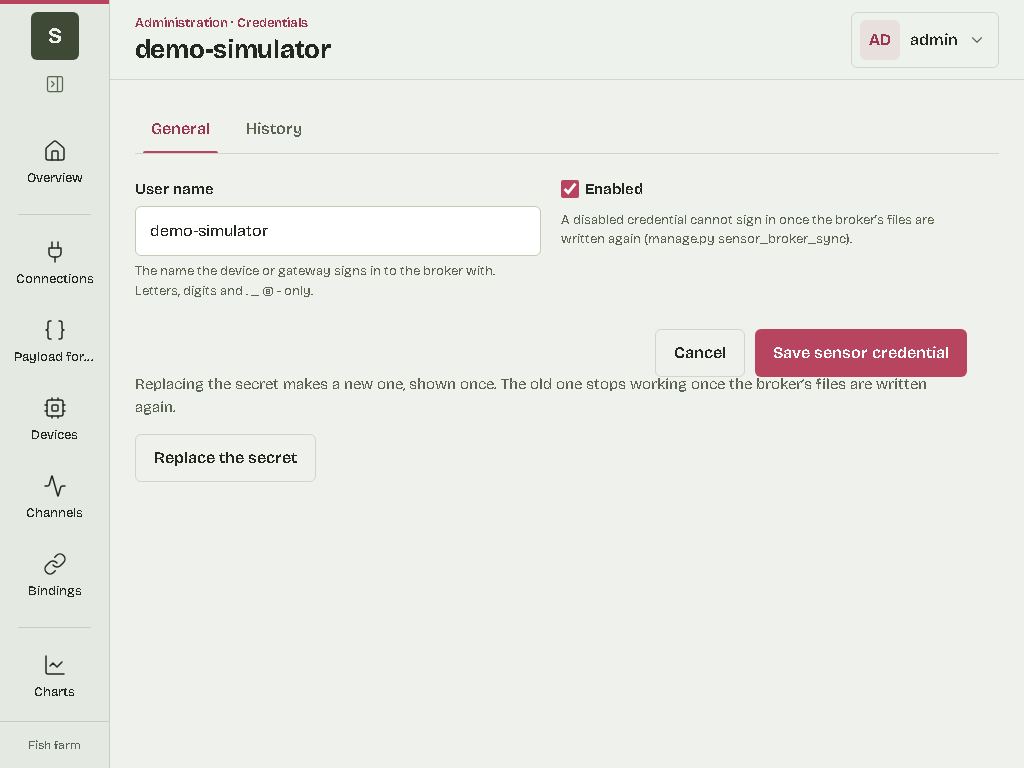 S
Administration · Credentials
demo-simulator
AD admin
Overview
Connections
Payload for...
Devices
Channels
Bindings
Charts
Fish farm
General History
User name
demo-simulator
The name the device or gateway signs in to the broker with.
Letters, digits and . _ @ - only.
Enabled
A disabled credential cannot sign in once the broker's files are
written again (manage.py sensor_broker_sync).
Cancel Save sensor credential
Replacing the secret makes a new one, shown once. The old one stops working once the broker's files are written
again.
Replace the secret